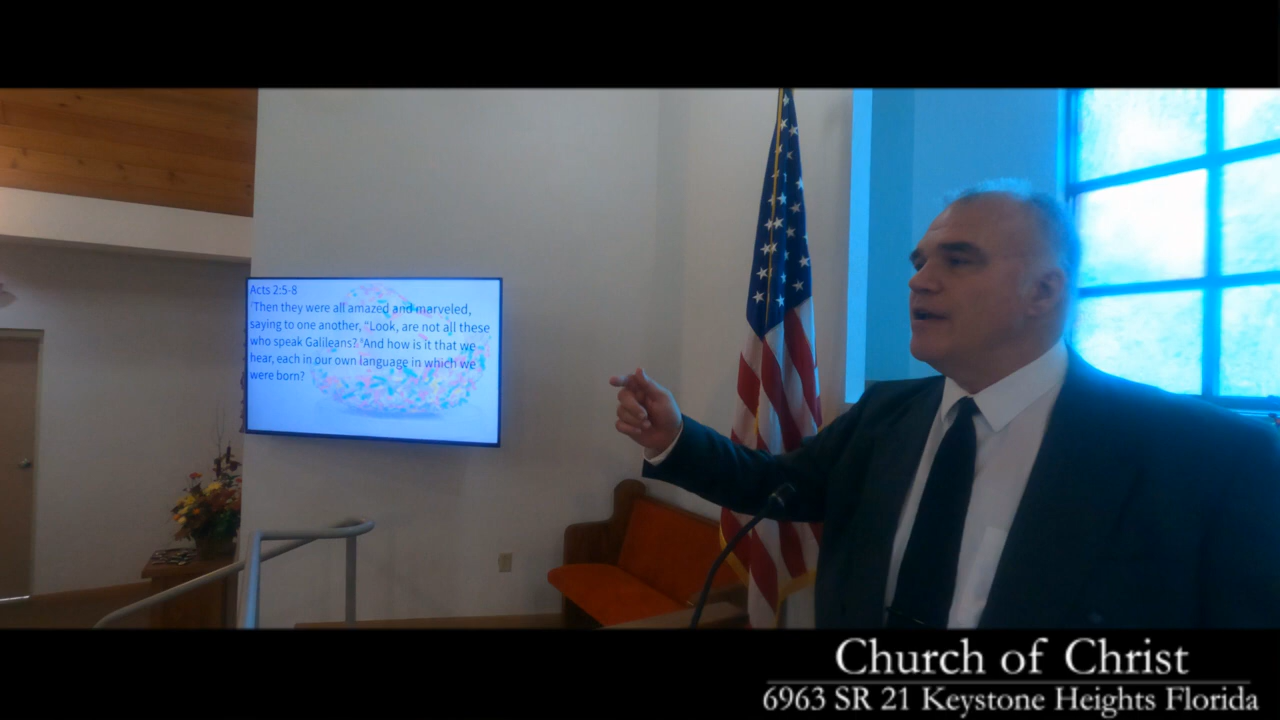 Acts 2:5-8
7Then they were all amazed and marveled,
saying to one another, "Look, are not all these
who speak Galileans? 8And how is it that we
hear, each in our own language in which we
were born?
Church of Christ
6963 SR 21 Keystone Heights Florida